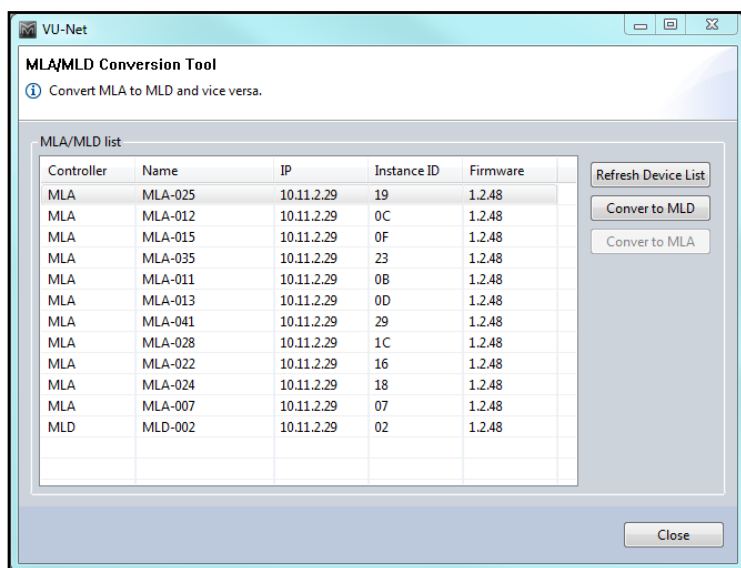 VU-Net
MLA/MLD Conversion Tool
Convert MLA to MLD and vice versa.
MLA/MLD list
Controller Name IP Instance ID Firmware
MLA MLA-025 10.11.2.29 19 1.2.48
MLA MLA-012 10.11.2.29 0C 1.2.48
MLA MLA-015 10.11.2.29 0F 1.2.48
MLA MLA-035 10.11.2.29 23 1.2.48
MLA MLA-011 10.11.2.29 0B 1.2.48
MLA MLA-013 10.11.2.29 0D 1.2.48
MLA MLA-041 10.11.2.29 29 1.2.48
MLA MLA-028 10.11.2.29 1C 1.2.48
MLA MLA-022 10.11.2.29 16 1.2.48
MLA MLA-024 10.11.2.29 18 1.2.48
MLA MLA-007 10.11.2.29 07 1.2.48
MLD MLD-002 10.11.2.29 02 1.2.48
Refresh Device List
Conver to MLD
Conver to MLA
Close